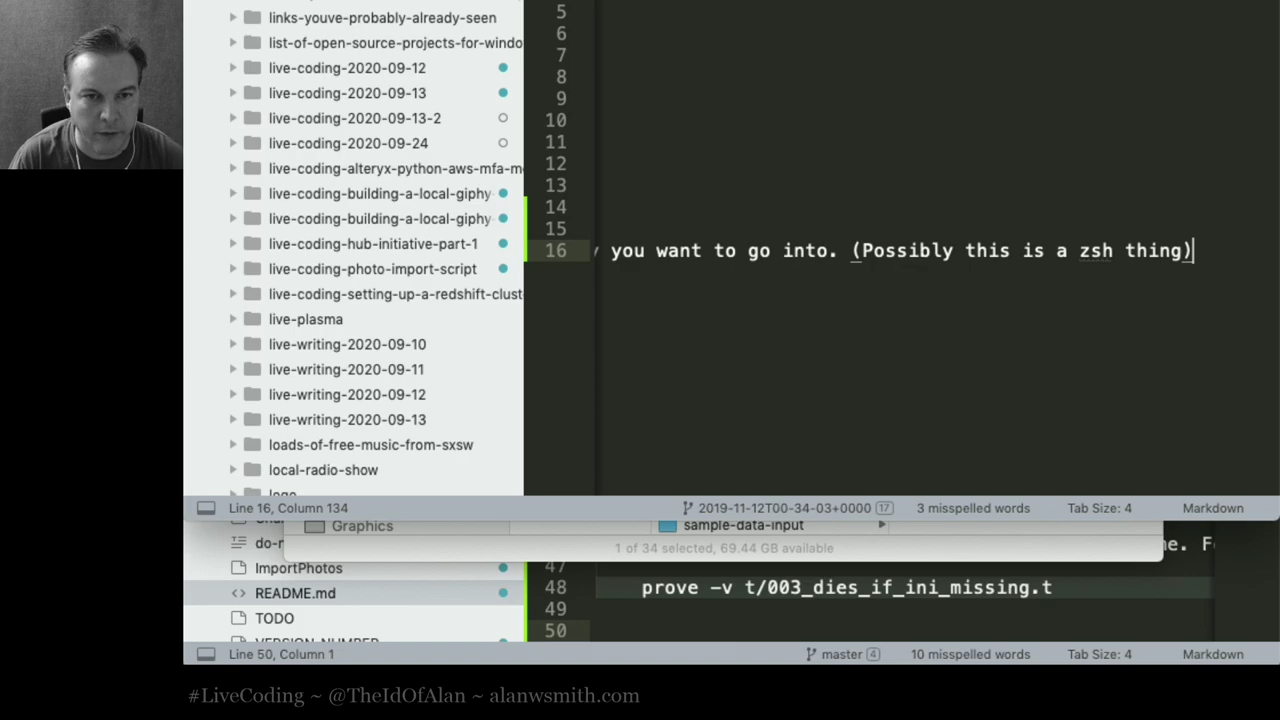 links-youve-probably-already-seen
list-of-open-source-projects-for-windo
live-coding-2020-09-12
live-coding-2020-09-13
live-coding-2020-09-13-2
live-coding-2020-09-24
live-coding-alteryx-python-aws-mfa-m
live-coding-building-a-local-giphy
live-coding-building-a-local-giphy
live-coding-hub-initiative-part-1
live-coding-photo-import-script
live-coding-setting-up-a-redshift-clust
live-plasma
live-writing-2020-09-10
live-writing-2020-09-11
live-writing-2020-09-12
live-writing-2020-09-13
loads-of-free-music-from-sxsw
local-radio-show
logo
5
6
7
8
9
10
11
12
13
14
15
16 you want to go into. (Possibly this is a zsh thing)
Line 16, Column 134 2019-11-12T00-34-03+0000 17 3 misspelled words Tab Size: 4 Markdown
Graphics sample-data-input
do-
1 of 34 selected, 69.44 GB available
ImportPhotos
README.md
TODO
VERSION_NUMBER
e. F
47
48 prove -v t/003_dies_if_ini_missing.t
49
50
Line 50, Column 1 master 4 10 misspelled words Tab Size: 4 Markdown
#LiveCoding ~ @TheIdOfAlan ~ alanwsmith.com